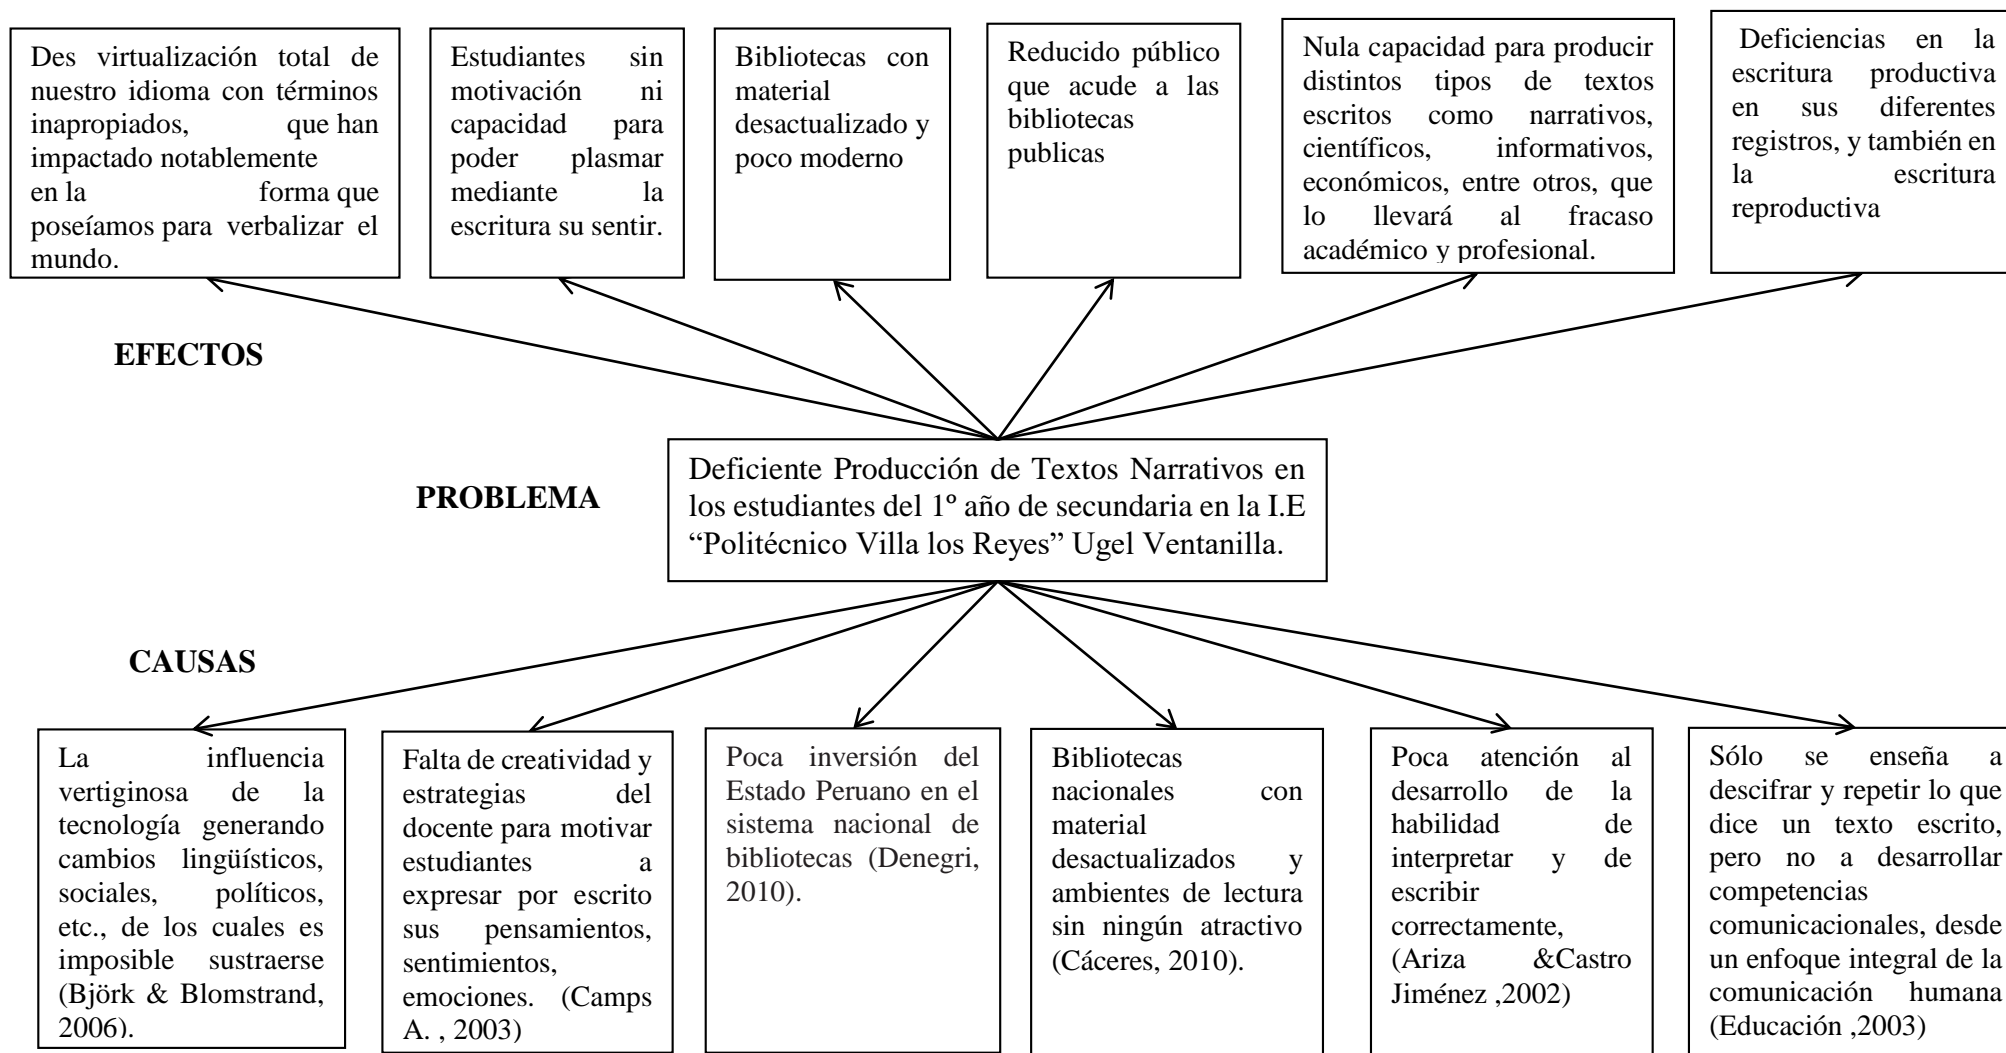 Des virtualización total de
nuestro idioma con términos
inapropiados, que han
impactado notablemente
en la forma que
poseíamos para verbalizar el
mundo.
Estudiantes sin
motivación ni
capacidad para
poder plasmar
mediante la
escritura su sentir.
Bibliotecas con
material
desactualizado y
poco moderno
Reducido público
que acude a las
bibliotecas
publicas
Nula capacidad para producir
distintos tipos de textos
escritos como narrativos,
científicos, informativos,
económicos, entre otros, que
lo llevará al fracaso
académico y profesional.
Deficiencias en la
escritura productiva
en sus diferentes
registros, y también en
la escritura
reproductiva
EFECTOS
PROBLEMA
Deficiente Producción de Textos Narrativos en
los estudiantes del 1º año de secundaria en la I.E
“Politécnico Villa los Reyes” Ugel Ventanilla.
CAUSAS
La influencia
vertiginosa de la
tecnología generando
cambios lingüísticos,
sociales, políticos,
etc., de los cuales es
imposible sustraerse
(Björk & Blomstrand,
2006).
Falta de creatividad y
estrategias del
docente para motivar
estudiantes a
expresar por escrito
sus pensamientos,
sentimientos,
emociones. (Camps
A. , 2003)
Poca inversión del
Estado Peruano en el
sistema nacional de
bibliotecas (Denegri,
2010).
Bibliotecas
nacionales con
material
desactualizados y
ambientes de lectura
sin ningún atractivo
(Cáceres, 2010).
Poca atención al
desarrollo de la
habilidad de
interpretar y de
escribir
correctamente,
(Ariza &Castro
Jiménez ,2002)
Sólo se enseña a
descifrar y repetir lo que
dice un texto escrito,
pero no a desarrollar
competencias
comunicacionales, desde
un enfoque integral de la
comunicación humana
(Educación ,2003)